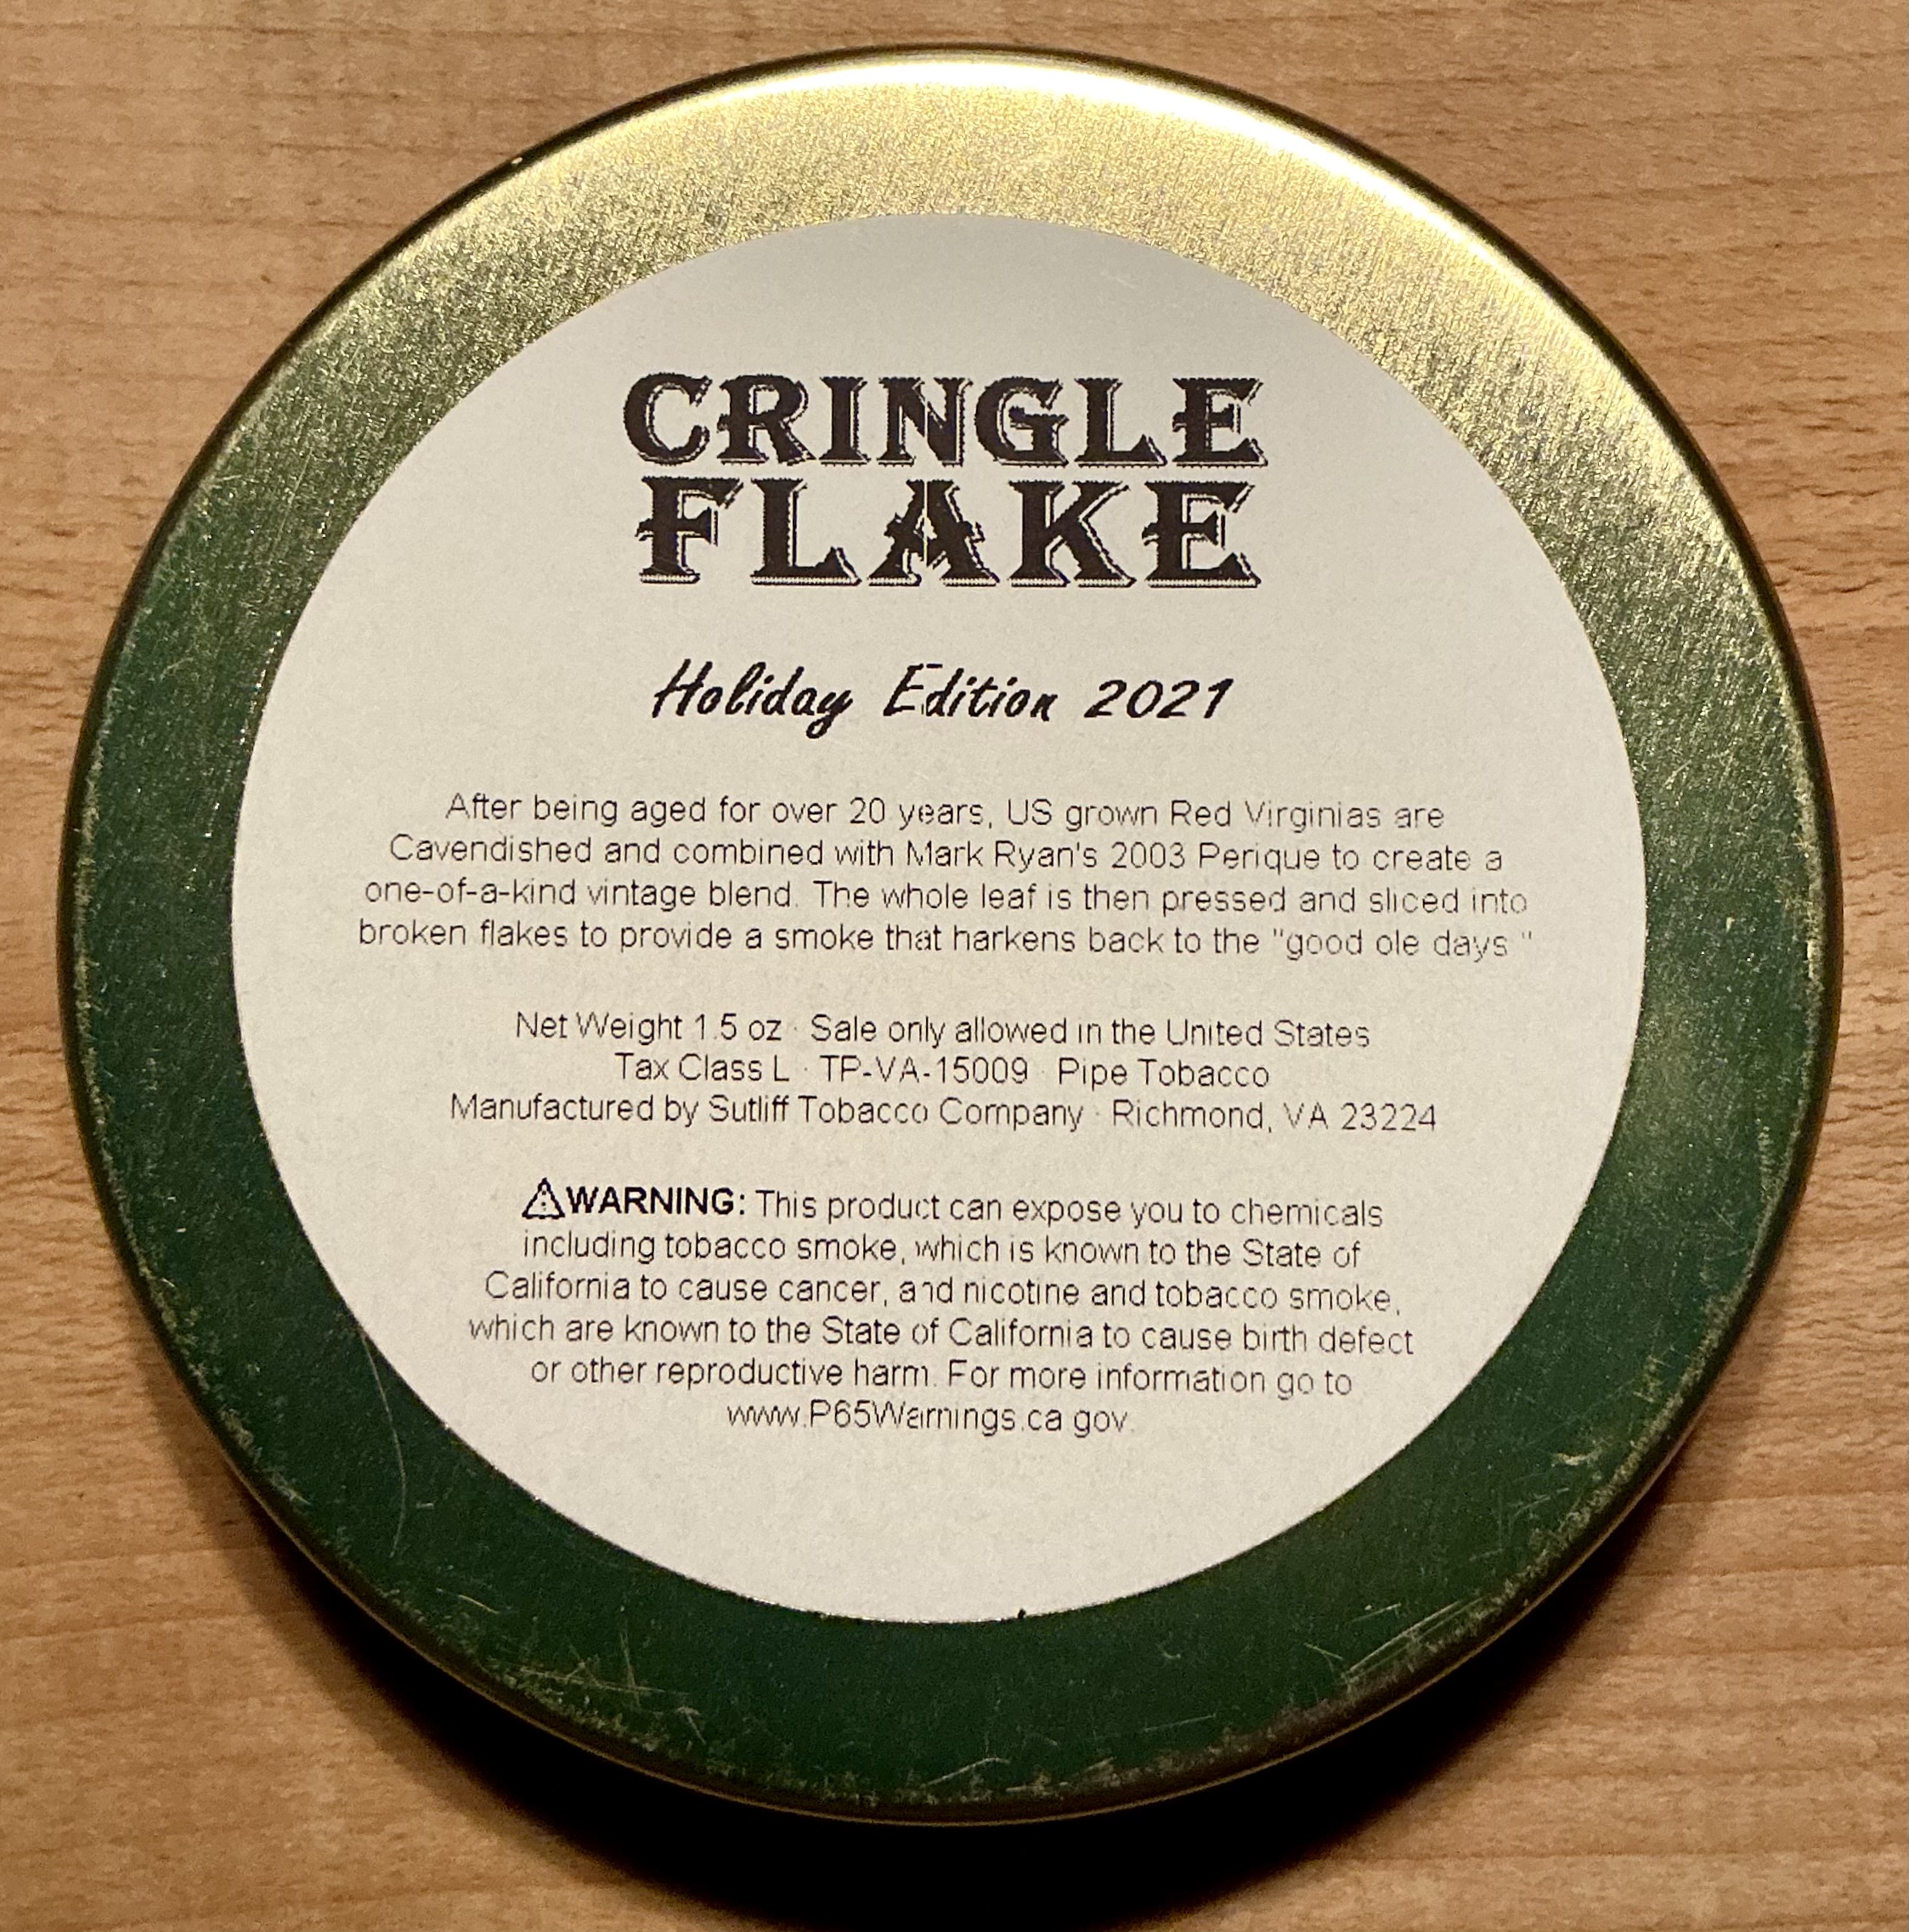 CRINGLE
FLAKE
Holiday Edition 2021
After being aged for over 20 years, US grown Red Virginias are
Cavendished and combined with Mark Ryan's 2003 Perique to create a
one-of-a-kind vintage blend. The whole leaf is then pressed and sliced into
broken flakes to provide a smoke that harkens back to the "good ole days."
Net Weight 1.5 oz · Sale only allowed in the United States
Tax Class L · TP-VA-15009 · Pipe Tobacco
Manufactured by Sutliff Tobacco Company · Richmond, VA 23224
⚠WARNING: This product can expose you to chemicals
including tobacco smoke, which is known to the State of
California to cause cancer, and nicotine and tobacco smoke,
which are known to the State of California to cause birth defect
or other reproductive harm. For more information go to
www.P65Warnings.ca.gov.